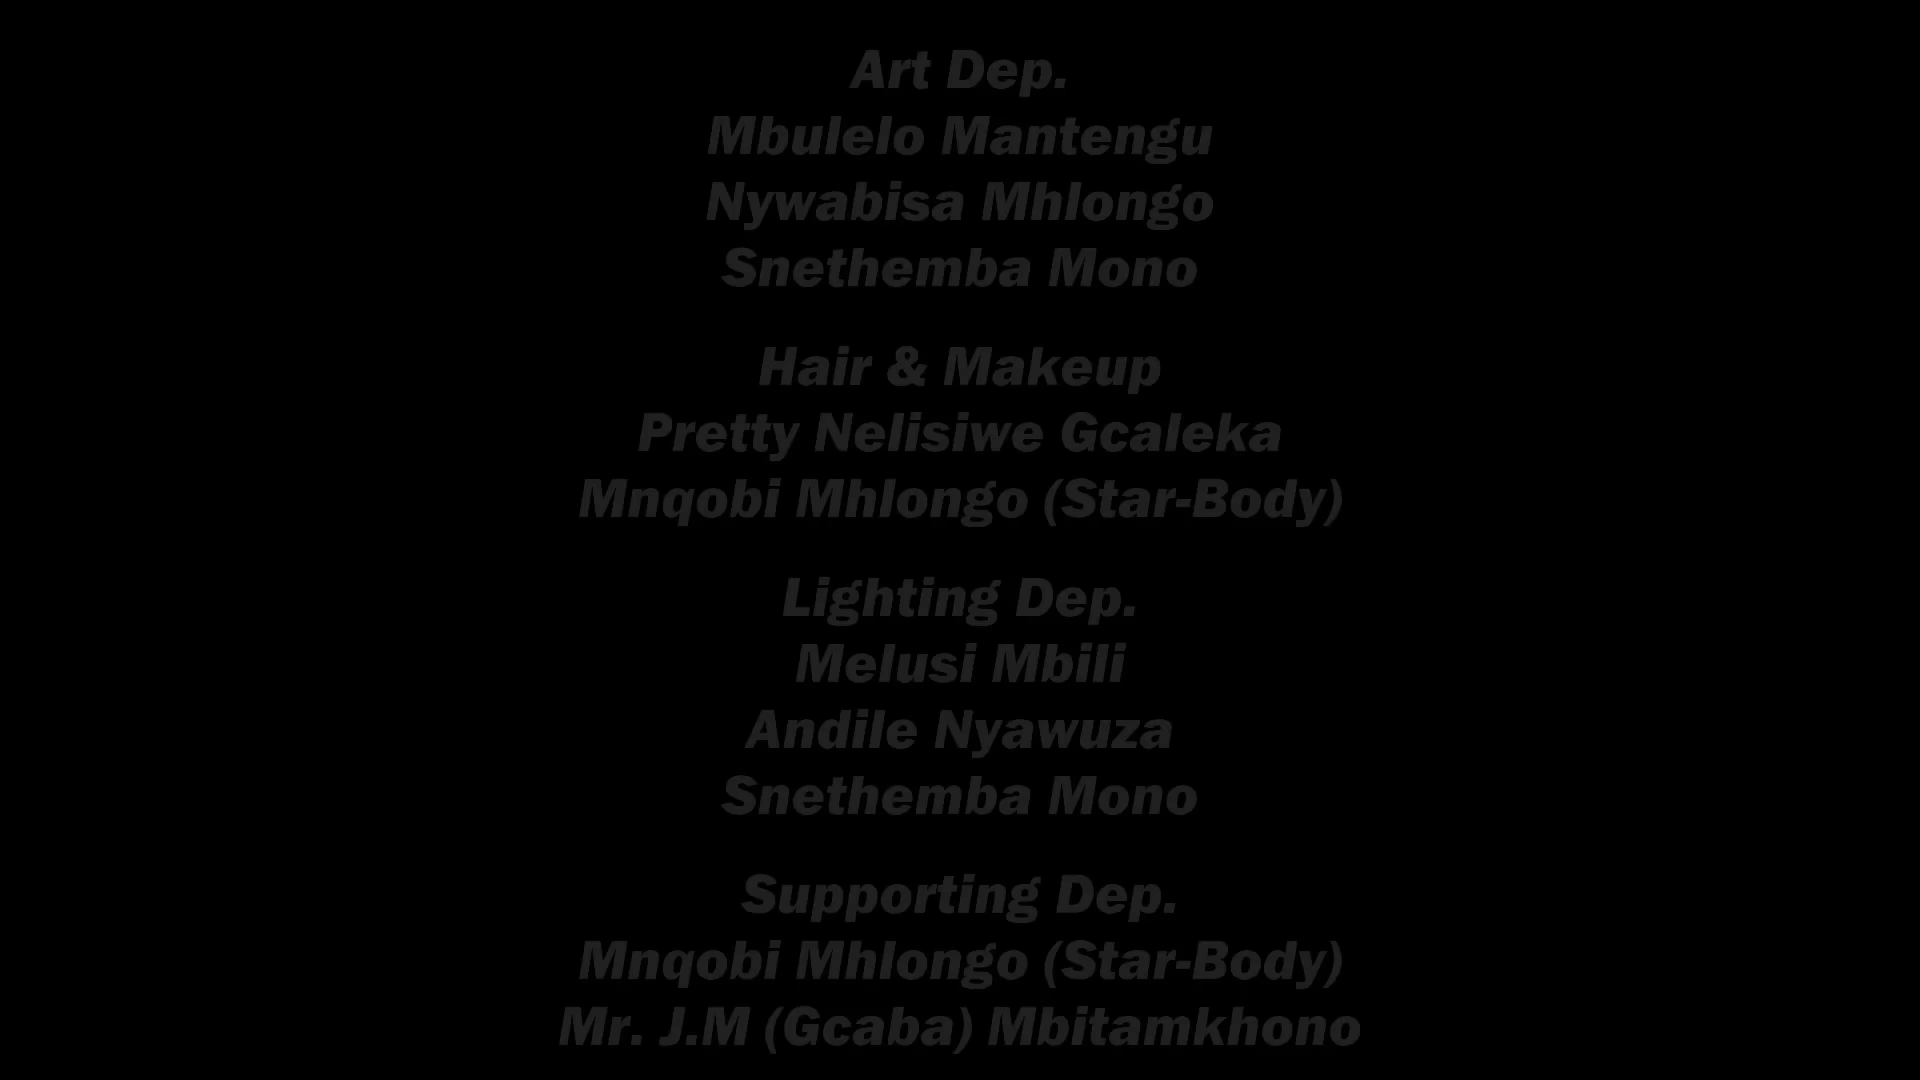 Art Dep.
Mbulelo Mantengu
Nywabisa Mhlongo
Snethemba Mono
Hair & Makeup
Pretty Nelisiwe Gcaleka
Mnqobi Mhlongo (Star-Body)
Lighting Dep.
Melusi Mbili
Andile Nyawuza
Snethemba Mono
Supporting Dep.
Mnqobi Mhlongo (Star-Body)
Mr. J.M (Gcaba) Mbitamkhono